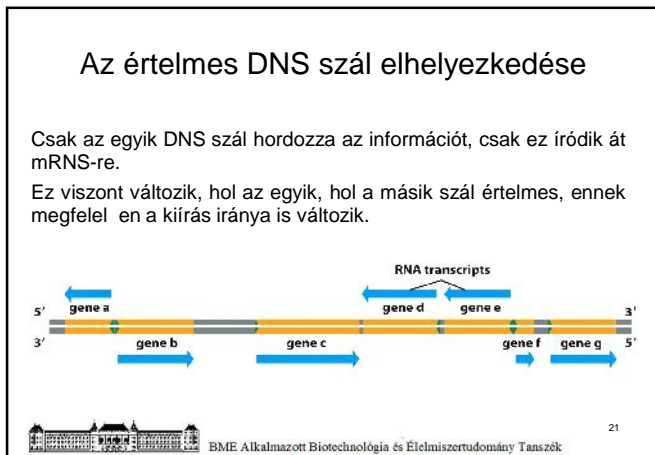 Az értelmes DNS szál elhelyezkedése
Csak az egyik DNS szál hordozza az információt, csak ez íródik át
mRNS-re.
Ez viszont változik, hol az egyik, hol a másik szál értelmes, ennek
megfelel en a kiírás iránya is változik.
RNA transcripts
gene a gene d gene e
5′ 3′
3′ 5′
gene b gene c gene f gene g
21
BME Alkalmazott Biotechnológia és Élelmiszertudomány Tanszék